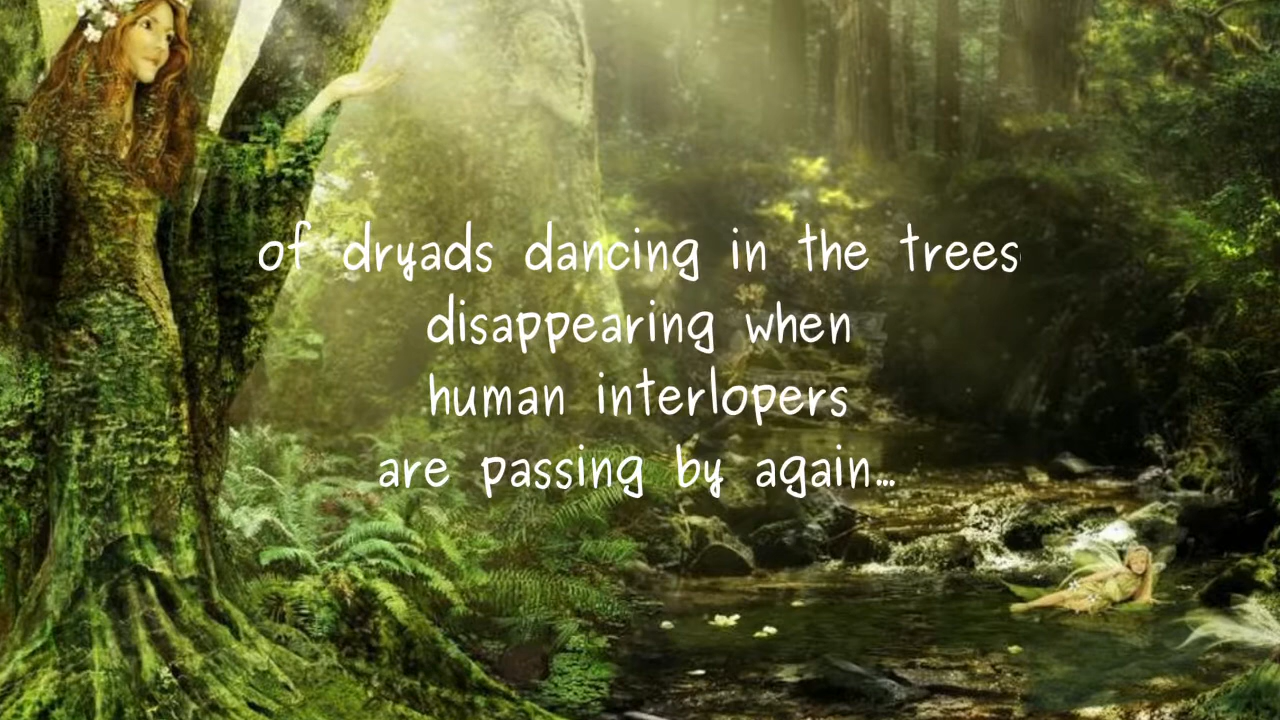 of dryads dancing in the trees
disappearing when
human interlopers
are passing by again...